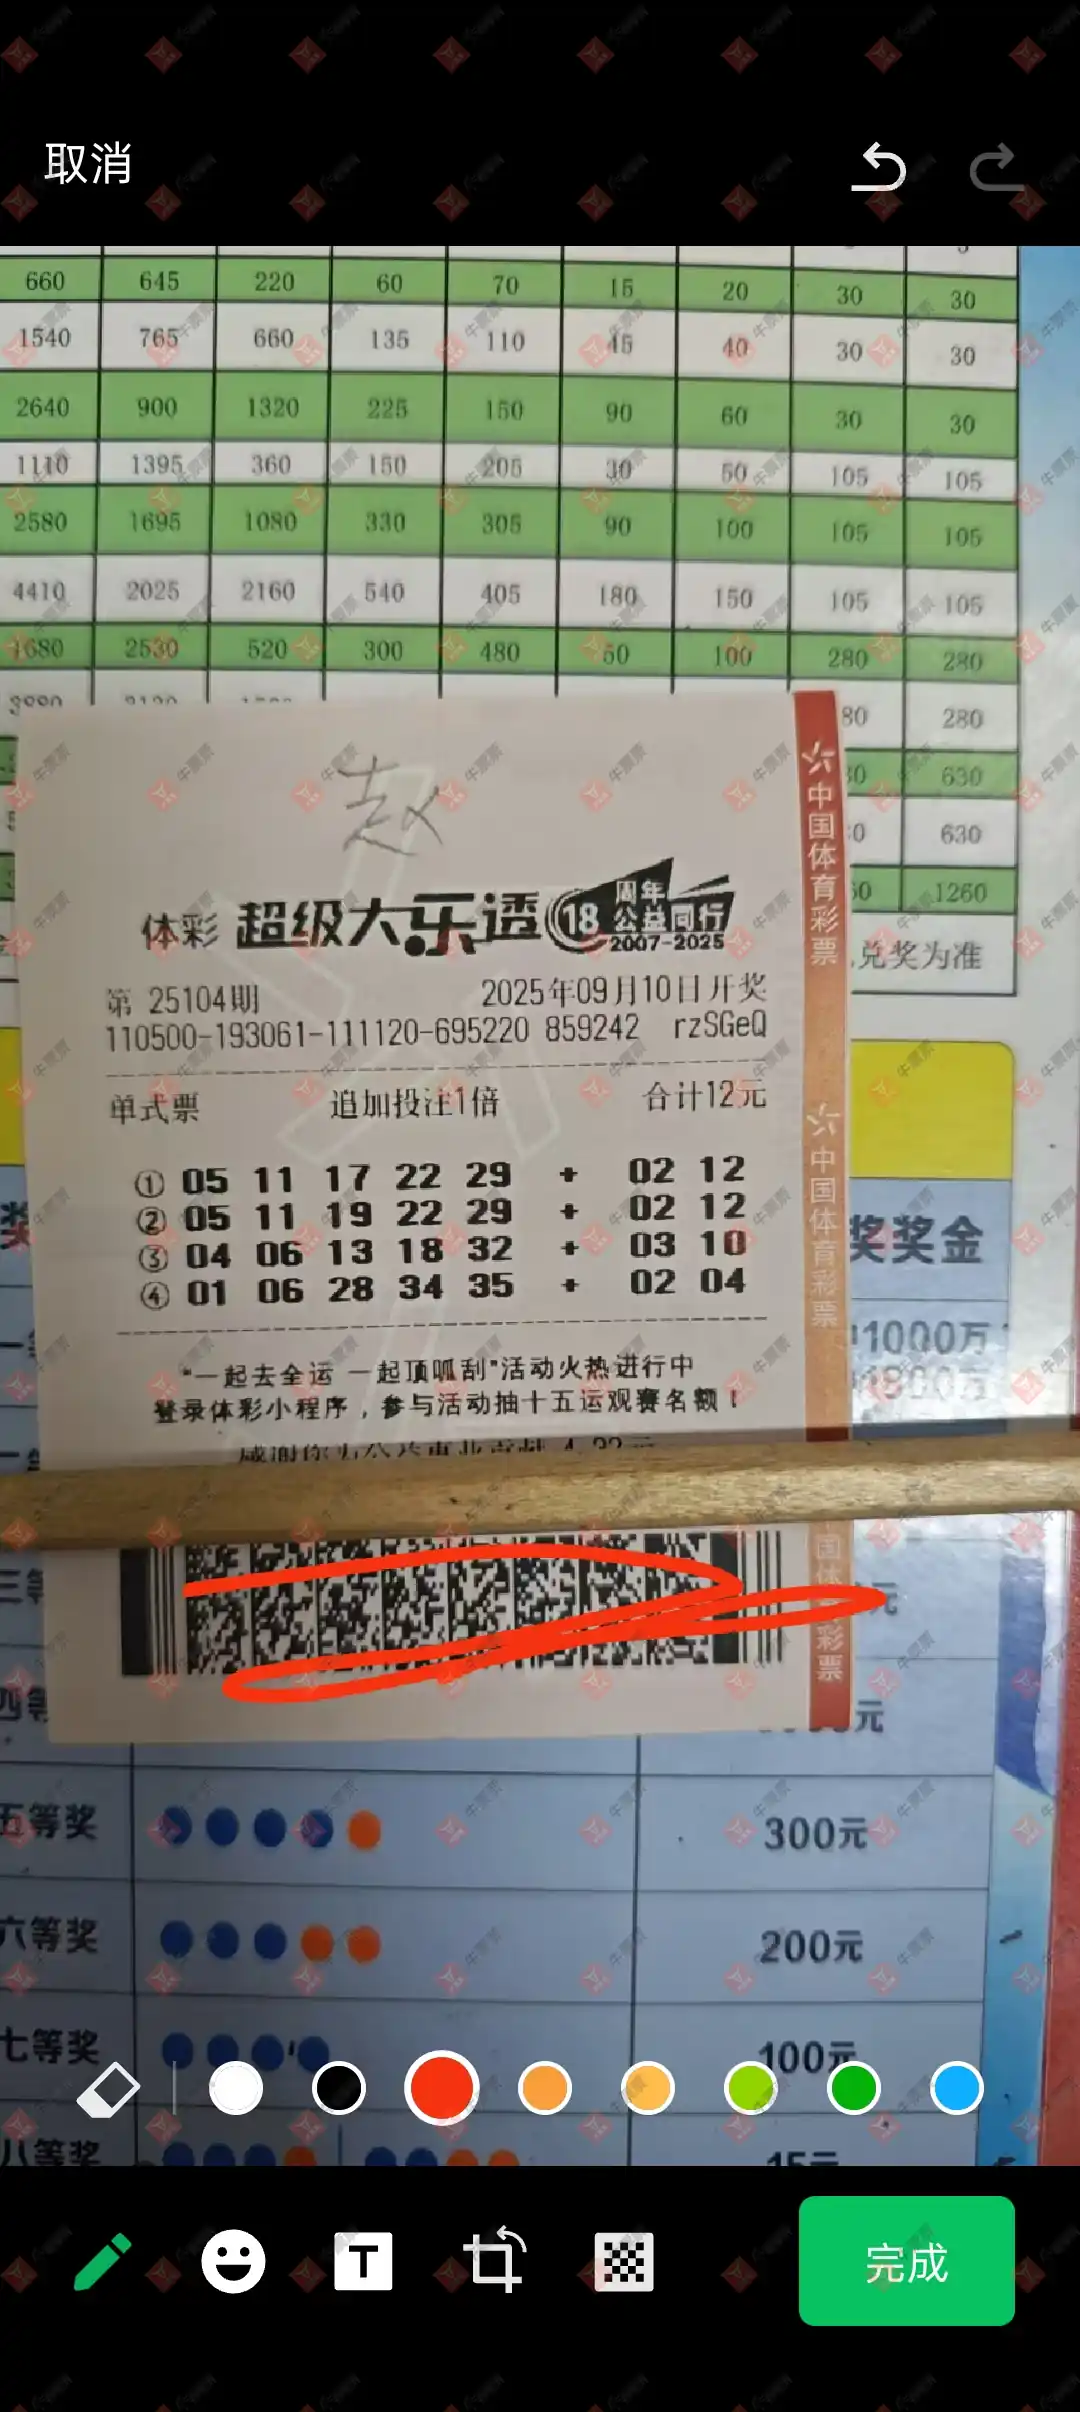 取消
660 645 220 60 70 15 20 30 30
1540 765 660 135 110 45 40 30 30
2640 900 1320 225 150 90 60 30 30
1110 1395 360 150 205 30 50 105 105
2580 1695 1080 330 305 90 100 105 105
4410 2025 2160 540 405 180 150 105 105
1680 2530 520 300 480 50 100 280 280
280
630
630
1260
兑奖为准
赵
体彩 超级大乐透 18周年 公益同行 2007-2025
第 25104期 2025年09月10日开奖
110500-193061-111120-695220 859242 rzSGeQ
单式票 追加投注1倍 合计12元
① 05 11 17 22 29 + 02 12
② 05 11 19 22 29 + 02 12
③ 04 06 13 18 32 + 03 10
④ 01 06 28 34 35 + 02 04
"一起去全运 一起顶呱刮"活动火热进行中
登录体彩小程序，参与活动抽十五运观赛名额！
中国体育彩票
中国体育彩票
奖奖金
1000万
五等奖 300元
六等奖 200元
七等奖 100元
八等奖 15元
T
完成
牛票票